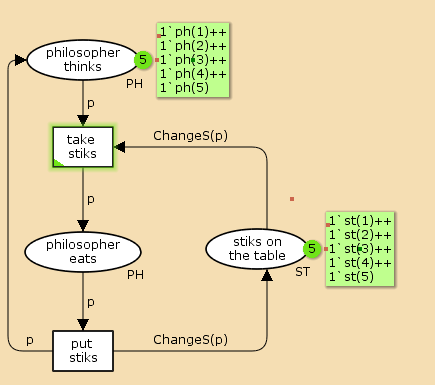 philosopher
thinks
5
1`ph(1)++
1`ph(2)++
1`ph(3)++
1`ph(4)++
1`ph(5)
PH
p
take
stiks
ChangeS(p)
p
philosopher
eats
PH
stiks on
the table
5
ST
1`st(1)++
1`st(2)++
1`st(3)++
1`st(4)++
1`st(5)
p
p
put
stiks
ChangeS(p)